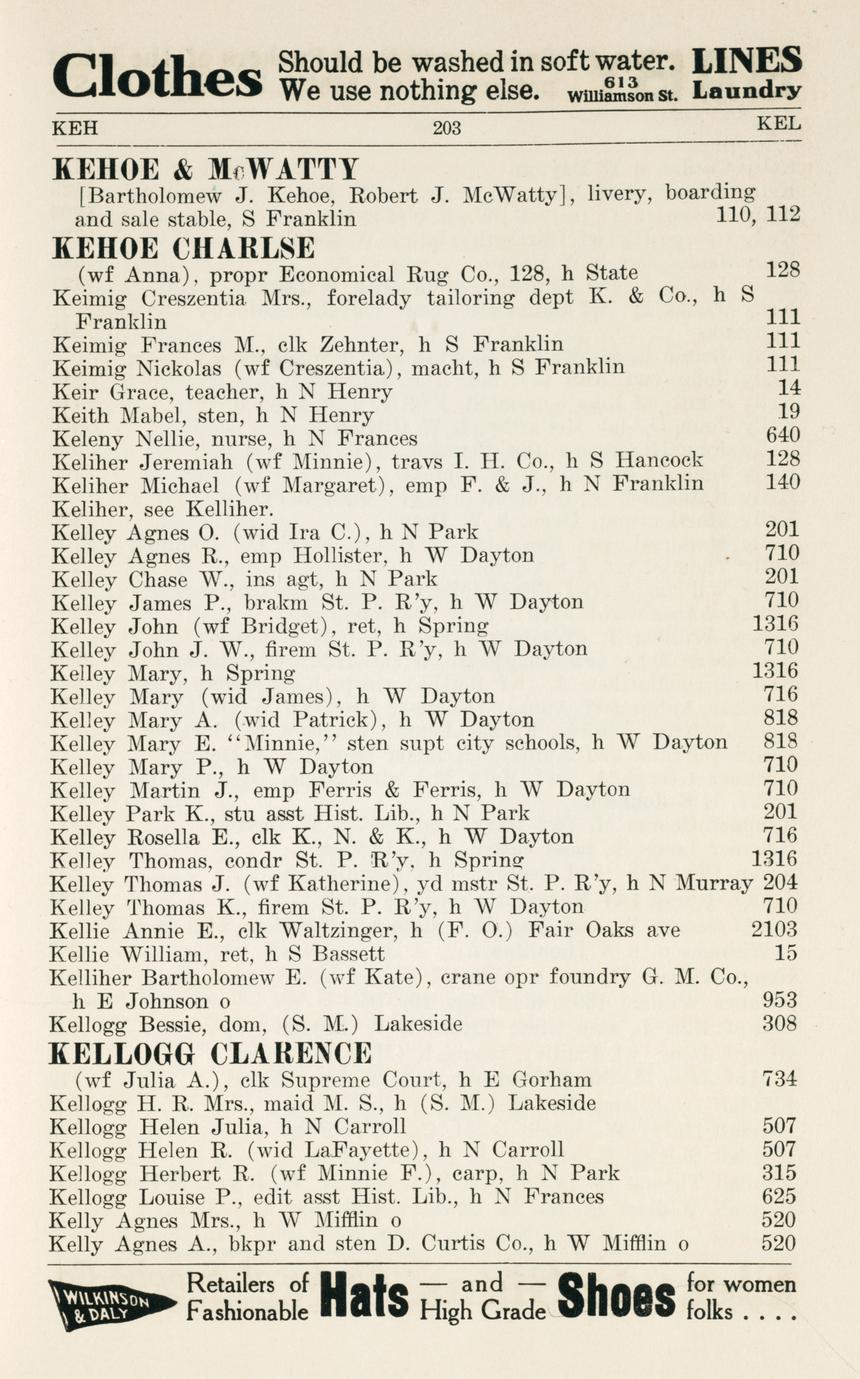 Clothes Should be washed in soft water. LINES
We use nothing else. 613 Williamson St. Laundry
KEH 203 KEL
KEHOE & McWATTY
[Bartholomew J. Kehoe, Robert J. McWatty], livery, boarding
and sale stable, S Franklin 110, 112
KEHOE CHARLSE
(wf Anna), propr Economical Rug Co., 128, h State 128
Keimig Creszentia Mrs., forelady tailoring dept K. & Co., h S
Franklin 111
Keimig Frances M., clk Zehnter, h S Franklin 111
Keimig Nickolas (wf Creszentia), macht, h S Franklin 111
Keir Grace, teacher, h N Henry 14
Keith Mabel, sten, h N Henry 19
Keleny Nellie, nurse, h N Frances 640
Keliher Jeremiah (wf Minnie), travs I. H. Co., h S Hancock 128
Keliher Michael (wf Margaret), emp F. & J., h N Franklin 140
Keliher, see Kelliher.
Kelley Agnes O. (wid Ira C.), h N Park 201
Kelley Agnes R., emp Hollister, h W Dayton 710
Kelley Chase W., ins agt, h N Park 201
Kelley James P., brakm St. P. R'y, h W Dayton 710
Kelley John (wf Bridget), ret, h Spring 1316
Kelley John J. W., firem St. P. R'y, h W Dayton 710
Kelley Mary, h Spring 1316
Kelley Mary (wid James), h W Dayton 716
Kelley Mary A. (wid Patrick), h W Dayton 818
Kelley Mary E. “Minnie,” sten supt city schools, h W Dayton 818
Kelley Mary P., h W Dayton 710
Kelley Martin J., emp Ferris & Ferris, h W Dayton 710
Kelley Park K., stu asst Hist. Lib., h N Park 201
Kelley Rosella E., clk K., N. & K., h W Dayton 716
Kelley Thomas, condr St. P. R'y, h Spring 1316
Kelley Thomas J. (wf Katherine), yd mstr St. P. R'y, h N Murray 204
Kelley Thomas K., firem St. P. R'y, h W Dayton 710
Kellie Annie E., clk Waltzinger, h (F. O.) Fair Oaks ave 2103
Kellie William, ret, h S Bassett 15
Kelliher Bartholomew E. (wf Kate), crane opr foundry G. M. Co.,
h E Johnson o 953
Kellogg Bessie, dom, (S. M.) Lakeside 308
KELLOGG CLARENCE
(wf Julia A.), clk Supreme Court, h E Gorham 734
Kellogg H. R. Mrs., maid M. S., h (S. M.) Lakeside
Kellogg Helen Julia, h N Carroll 507
Kellogg Helen R. (wid LaFayette), h N Carroll 507
Kellogg Herbert R. (wf Minnie F.), carp, h N Park 315
Kellogg Louise P., edit asst Hist. Lib., h N Frances 625
Kelly Agnes Mrs., h W Mifflin o 520
Kelly Agnes A., bkpr and sten D. Curtis Co., h W Mifflin o 520
WILKINSON & DALY Retailers of Fashionable Hats — and — High Grade Shoes for women folks . . . .